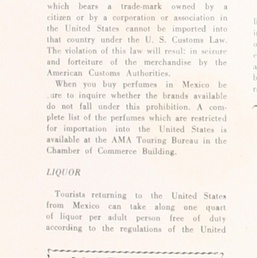 which bears a trade-mark owned by a
citizen or by a corporation or association in
the United States cannot be imported into
that country under the U. S. Customs Law.
The violation of this law will result in seizure
and forfeiture of the merchandise by the
American Customs Authorities.
When you buy perfumes in Mexico be
sure to inquire whether the brands available
do not fall under this prohibition. A com-
plete list of the perfumes which are restricted
for importation into the United States is
available at the AMA Touring Bureau in the
Chamber of Commerce Building.
LIQUOR
Tourists returning to the United States
from Mexico can take along one quart
of liquor per adult person free of duty
according to the regulations of the United